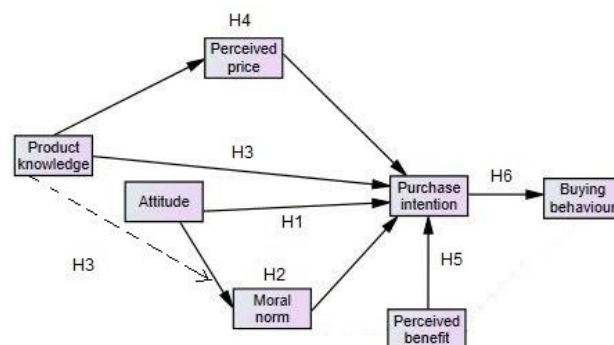 H4
Perceived
price
Product
knowledge
H3
Attitude
H1
Purchase
intention
H6
Buying
behaviour
H3
H2
Moral
norm
H5
Perceived
benefit